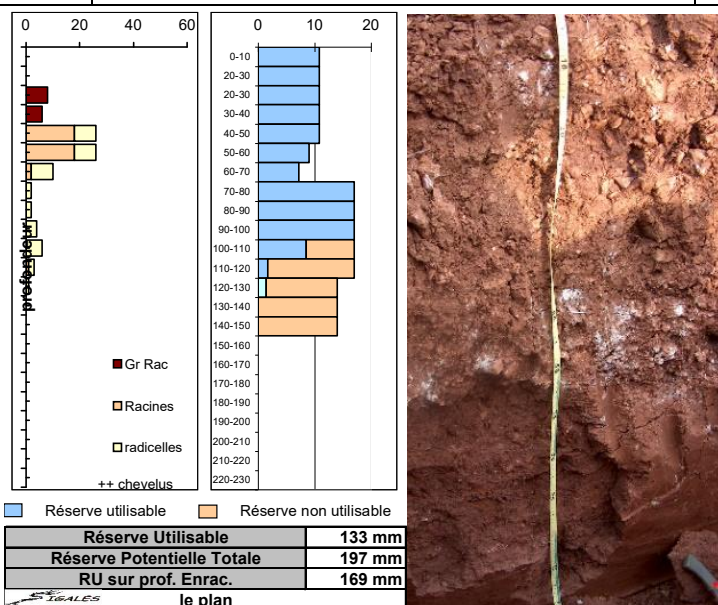 0 20 40 60
0 10 20
0-10
20-30
20-30
30-40
40-50
50-60
60-70
70-80
80-90
90-100
100-110
110-120
120-130
130-140
140-150
150-160
160-170
170-180
180-190
190-200
200-210
210-220
220-230
profondeur
Gr Rac
Racines
radicelles
++ chevelus
Réserve utilisable Réserve non utilisable
Réserve Utilisable 133 mm
Réserve Potentielle Totale 197 mm
RU sur prof. Enrac. 169 mm
SIGALES le plan